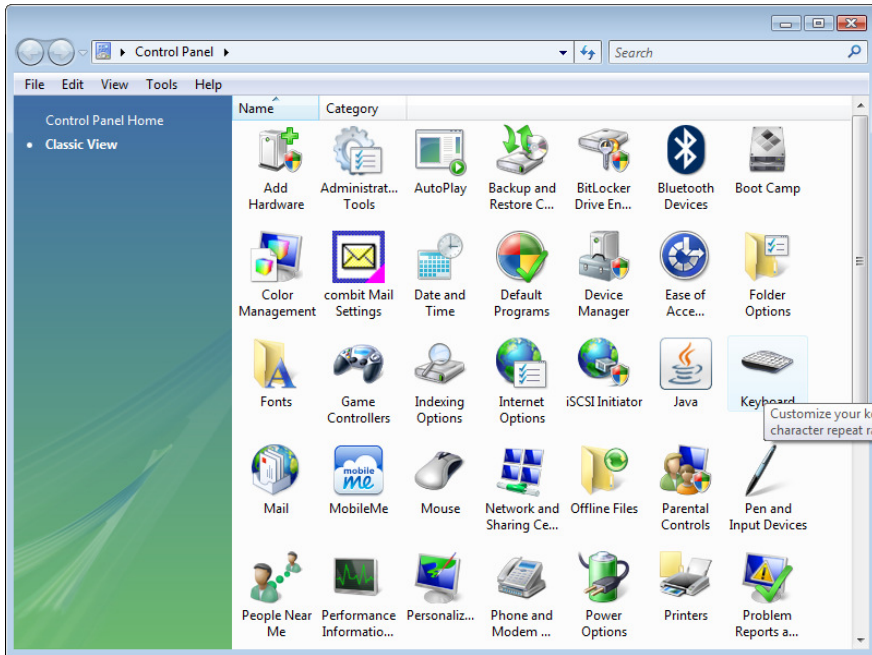 Control Panel
Search
File Edit View Tools Help
Control Panel Home
Classic View
Name Category
Add Hardware
Administrat... Tools
AutoPlay
Backup and Restore C...
BitLocker Drive En...
Bluetooth Devices
Boot Camp
Color Management
combit Mail Settings
Date and Time
Default Programs
Device Manager
Ease of Acce...
Folder Options
Fonts
Game Controllers
Indexing Options
Internet Options
iSCSI Initiator
Java
Keyboard
Customize your k
character repeat ra
mobile
me
Mail
MobileMe
Mouse
Network and Sharing Ce...
Offline Files
Parental Controls
Pen and Input Devices
People Near Me
Performance Informatio...
Personaliz...
Phone and Modem ...
Power Options
Printers
Problem Reports a...